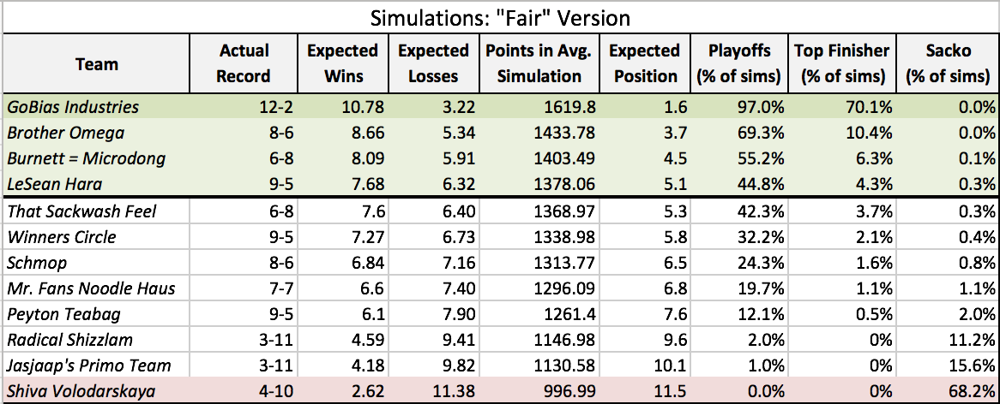 Simulations: "Fair" Version
Team Actual Record Expected Wins Expected Losses Points in Avg. Simulation Expected Position Playoffs (% of sims) Top Finisher (% of sims) Sacko (% of sims)
GoBias Industries 12-2 10.78 3.22 1619.8 1.6 97.0% 70.1% 0.0%
Brother Omega 8-6 8.66 5.34 1433.78 3.7 69.3% 10.4% 0.0%
Burnett = Microdong 6-8 8.09 5.91 1403.49 4.5 55.2% 6.3% 0.1%
LeSean Hara 9-5 7.68 6.32 1378.06 5.1 44.8% 4.3% 0.3%
That Sackwash Feel 6-8 7.6 6.40 1368.97 5.3 42.3% 3.7% 0.3%
Winners Circle 9-5 7.27 6.73 1338.98 5.8 32.2% 2.1% 0.4%
Schmop 8-6 6.84 7.16 1313.77 6.5 24.3% 1.6% 0.8%
Mr. Fans Noodle Haus 7-7 6.6 7.40 1296.09 6.8 19.7% 1.1% 1.1%
Peyton Teabag 9-5 6.1 7.90 1261.4 7.6 12.1% 0.5% 2.0%
Radical Shizzlam 3-11 4.59 9.41 1146.98 9.6 2.0% 0% 11.2%
Jasjaap's Primo Team 3-11 4.18 9.82 1130.58 10.1 1.0% 0% 15.6%
Shiva Volodarskaya 4-10 2.62 11.38 996.99 11.5 0.0% 0% 68.2%